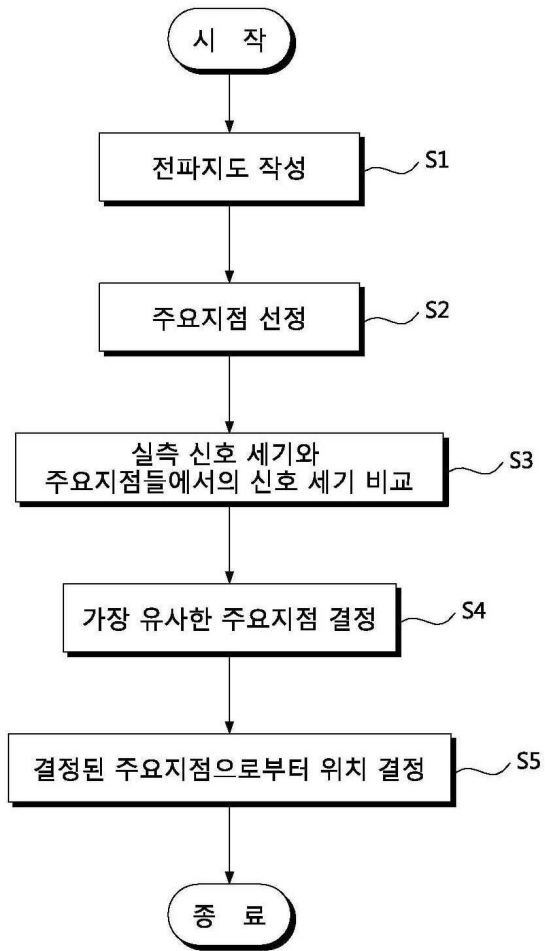 시 작
전파지도 작성
S1
주요지점 선정
S2
실측 신호 세기와
주요지점들에서의 신호 세기 비교
S3
가장 유사한 주요지점 결정
S4
결정된 주요지점으로부터 위치 결정
S5
종 료